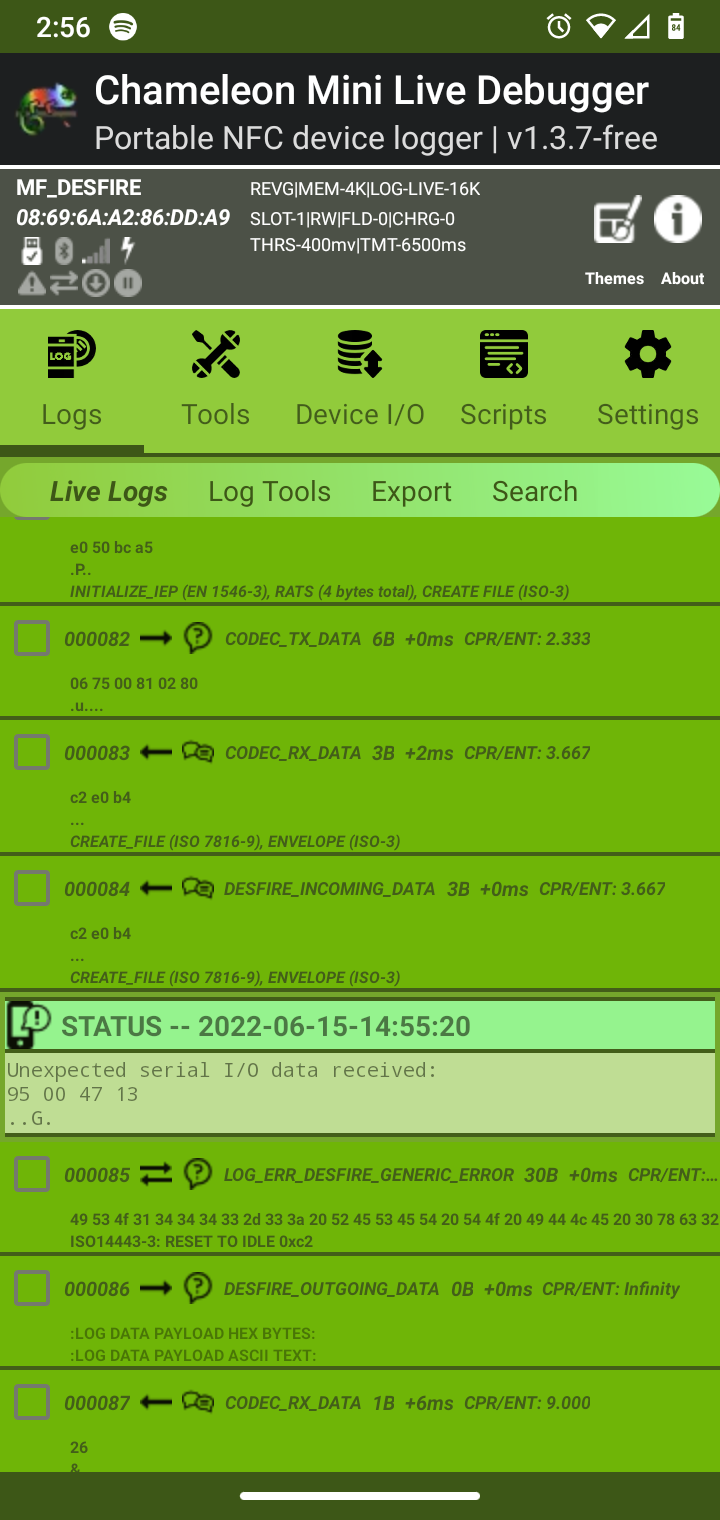 2:56
84
Chameleon Mini Live Debugger
Portable NFC device logger | v1.3.7-free
MF_DESFIRE
REVG|MEM-4K|LOG-LIVE-16K
08:69:6A:A2:86:DD:A9
SLOT-1|RW|FLD-0|CHRG-0
THRS-400mv|TMT-6500ms
Themes About
LOG
Logs Tools Device I/O Scripts Settings
Live Logs Log Tools Export Search
e0 50 bc a5
.P..
INITIALIZE_IEP (EN 1546-3), RATS (4 bytes total), CREATE FILE (ISO-3)
000082 CODEC_TX_DATA 6B +0ms CPR/ENT: 2.333
06 75 00 81 02 80
.u....
000083 CODEC_RX_DATA 3B +2ms CPR/ENT: 3.667
c2 e0 b4
...
CREATE_FILE (ISO 7816-9), ENVELOPE (ISO-3)
000084 DESFIRE_INCOMING_DATA 3B +0ms CPR/ENT: 3.667
c2 e0 b4
...
CREATE_FILE (ISO 7816-9), ENVELOPE (ISO-3)
STATUS -- 2022-06-15-14:55:20
Unexpected serial I/O data received:
95 00 47 13
..G.
000085 LOG_ERR_DESFIRE_GENERIC_ERROR 30B +0ms CPR/ENT:...
49 53 4f 31 34 34 34 33 2d 33 3a 20 52 45 53 45 54 20 54 4f 20 49 44 4c 45 20 30 78 63 32
ISO14443-3: RESET TO IDLE 0xc2
000086 DESFIRE_OUTGOING_DATA 0B +0ms CPR/ENT: Infinity
:LOG DATA PAYLOAD HEX BYTES:
:LOG DATA PAYLOAD ASCII TEXT:
000087 CODEC_RX_DATA 1B +6ms CPR/ENT: 9.000
26
&